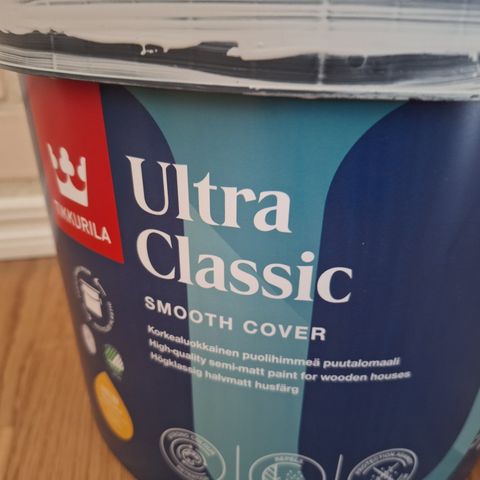 TIKKURILA
Ultra
Classic
SMOOTH COVER
Korkealuokkainen puolihimmeä puutalomaali
High-quality semi-matt paint for wooden houses
Högklassig halvmatt husfärg